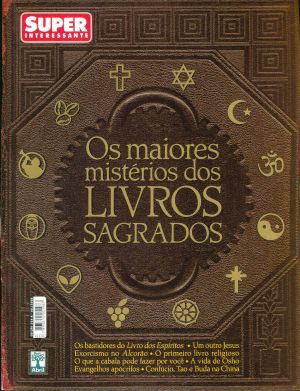 SUPER
INTERESSANTE
Os maiores
mistérios dos
LIVROS
SAGRADOS
Os bastidores do Livro dos Espíritos • Um outro Jesus
Exorcismo no Alcorão • O primeiro livro religioso
O que a cabala pode fazer por você • A vida de Osho
Evangelhos apócrifos • Confúcio, Tao e Buda na China
Abril